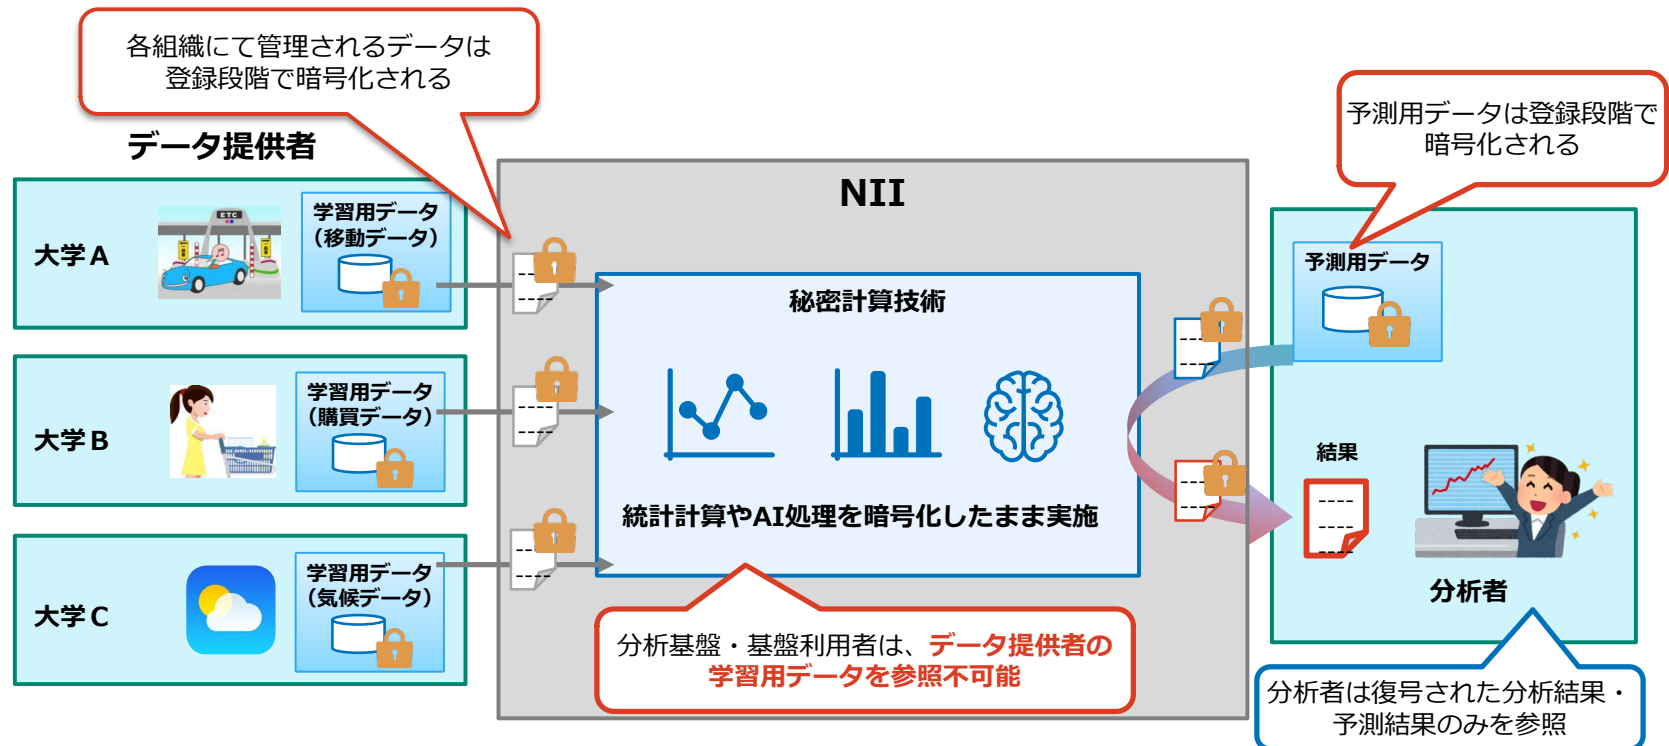 各組織にて管理されるデータは
登録段階で暗号化される
データ提供者
大学A
ETC
学習用データ
（移動データ）
大学B
学習用データ
（購買データ）
大学C
学習用データ
（気候データ）
NII
秘密計算技術
統計計算やAI処理を暗号化したまま実施
分析基盤・基盤利用者は、データ提供者の
学習用データを参照不可能
予測用データは登録段階で
暗号化される
予測用データ
結果
分析者
分析者は復号された分析結果・
予測結果のみを参照